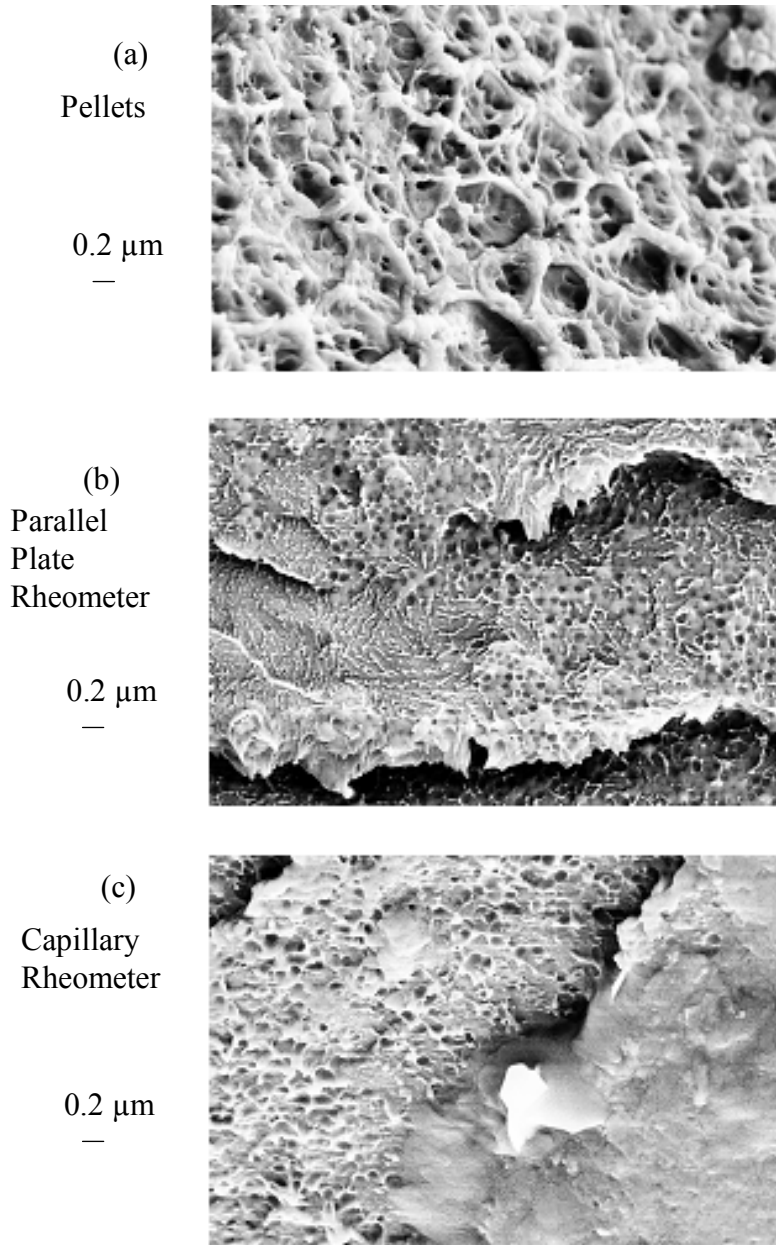 (a)
Pellets
0.2 µm
(b)
Parallel
Plate
Rheometer
0.2 µm
(c)
Capillary
Rheometer
0.2 µm